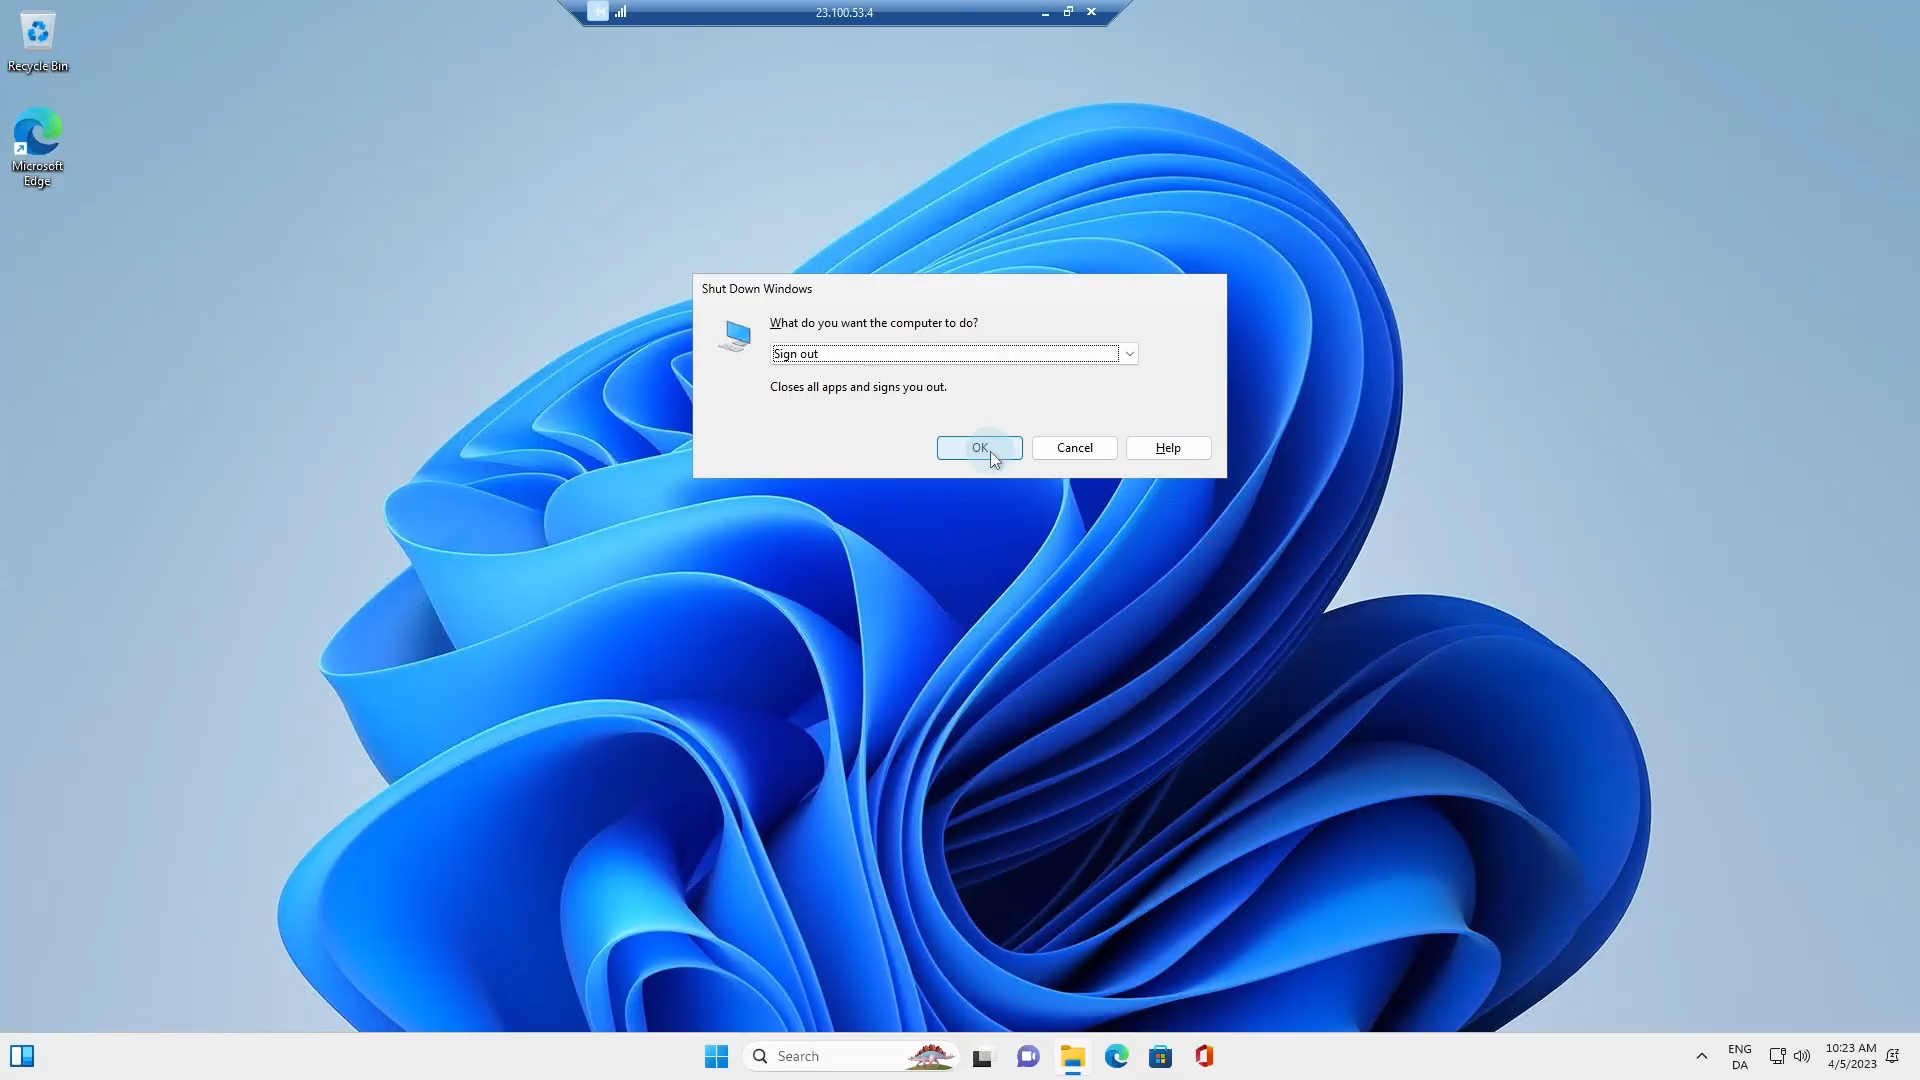 23.100.53.4
Recycle Bin
Microsoft
Edge
Shut Down Windows
What do you want the computer to do?
Sign out
Closes all apps and signs you out.
OK
Cancel
Help
Search
ENG
DA
10:23 AM
4/5/2023